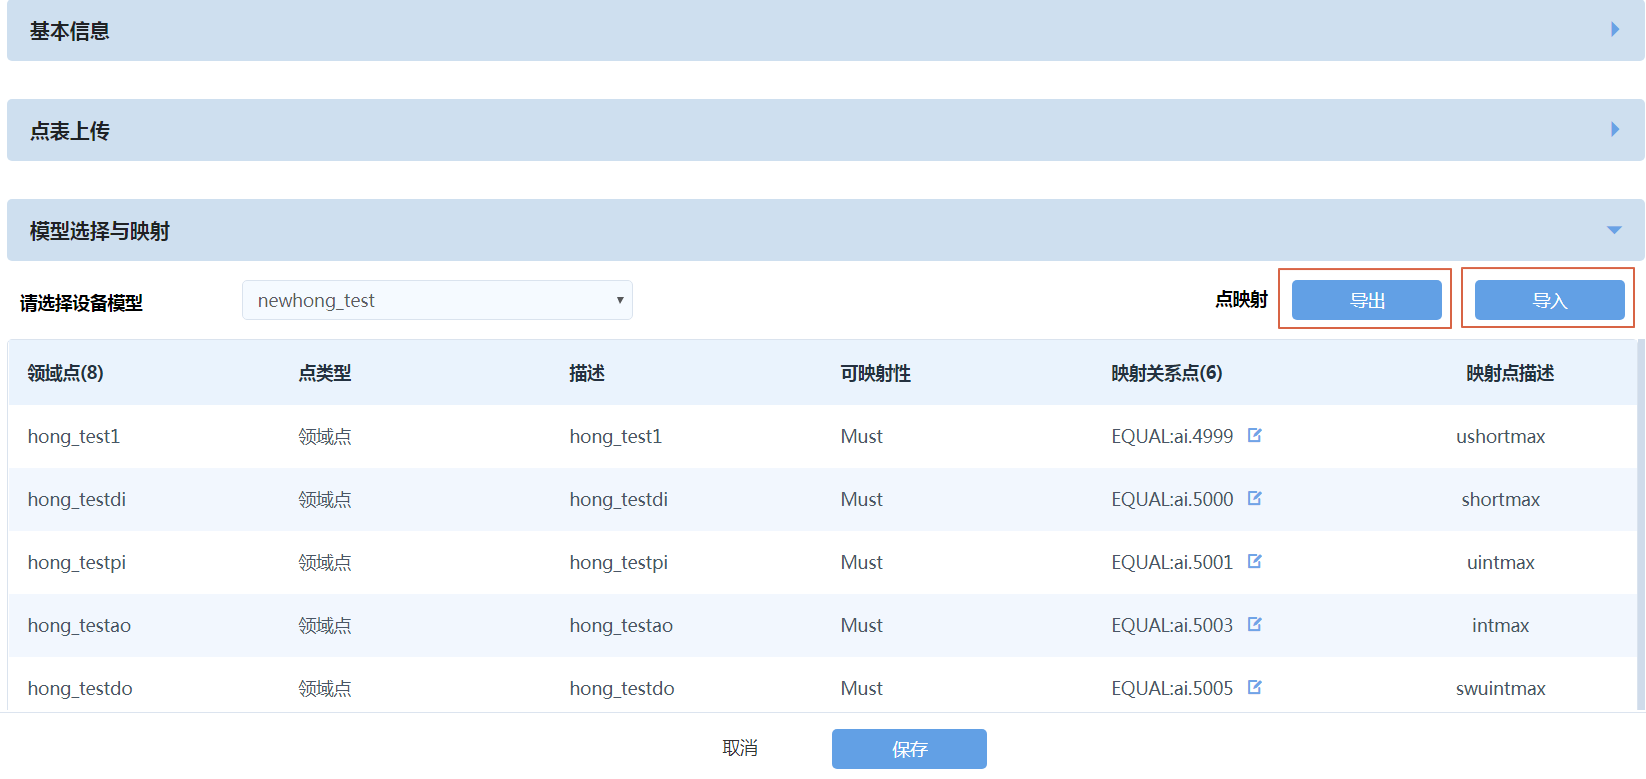 基本信息
点表上传
模型选择与映射
请选择设备模型 newhong_test 点映射 导出 导入
领域点(8) 点类型 描述 可映射性 映射关系点(6) 映射点描述
hong_test1 领域点 hong_test1 Must EQUAL:ai.4999 ushortmax
hong_testdi 领域点 hong_testdi Must EQUAL:ai.5000 shortmax
hong_testpi 领域点 hong_testpi Must EQUAL:ai.5001 uintmax
hong_testao 领域点 hong_testao Must EQUAL:ai.5003 intmax
hong_testdo 领域点 hong_testdo Must EQUAL:ai.5005 swuintmax
取消 保存